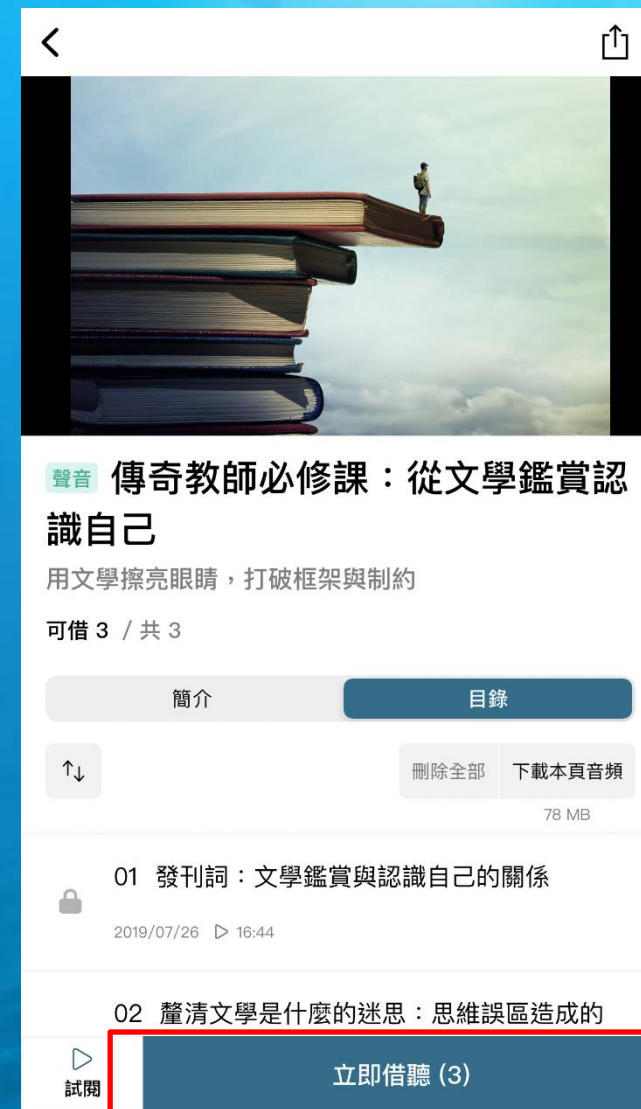 聲音 傳奇教師必修課：從文學鑑賞認
識自己
用文學擦亮眼睛，打破框架與制約
可借 3 / 共 3
簡介 目錄
刪除全部 下載本頁音頻
78 MB
01 發刊詞：文學鑑賞與認識自己的關係
2019/07/26 16:44
02 釐清文學是什麼的迷思：思維誤區造成的
試閱 立即借聽 (3)